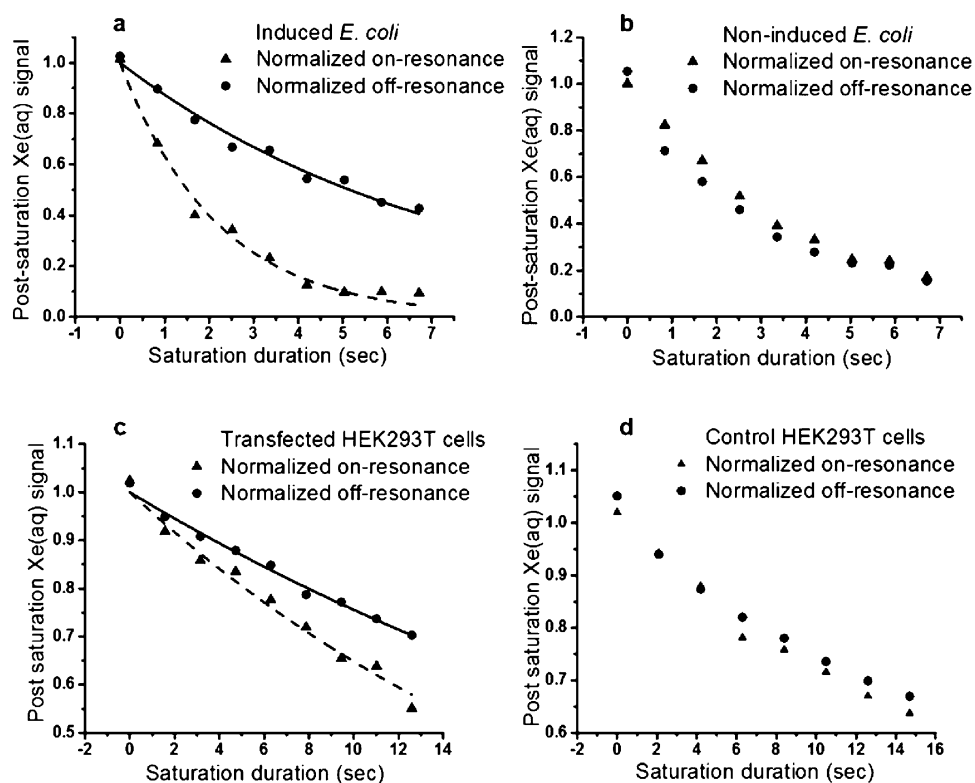 a
Induced E. coli
Normalized on-resonance
Normalized off-resonance
Post-saturation Xe(aq) signal
1.0
0.8
0.6
0.4
0.2
0.0
-1 0 1 2 3 4 5 6 7
Saturation duration (sec)
b
Non-induced E. coli
Normalized on-resonance
Normalized off-resonance
Post-saturation Xe(aq) signal
1.2
1.0
0.8
0.6
0.4
0.2
0.0
-1 0 1 2 3 4 5 6 7
Saturation duration (sec)
c
Transfected HEK293T cells
Normalized on-resonance
Normalized off-resonance
Post saturation Xe(aq) signal
1.1
1.0
0.9
0.8
0.7
0.6
0.5
-2 0 2 4 6 8 10 12 14
Saturation duration (sec)
d
Control HEK293T cells
Normalized on-resonance
Normalized off-resonance
Post saturation Xe(aq) signal
1.1
1.0
0.9
0.8
0.7
0.6
-2 0 2 4 6 8 10 12 14 16
Saturation duration (sec)